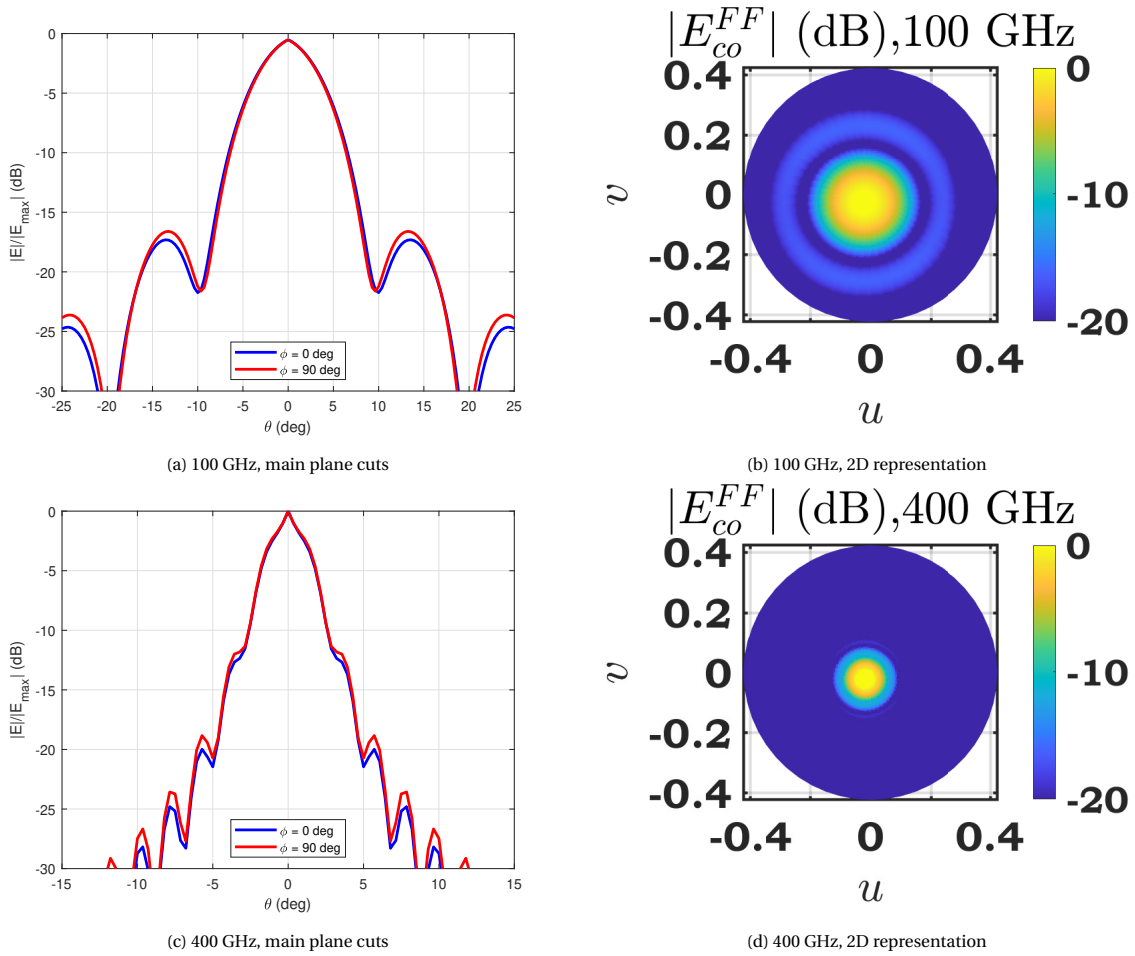 0
-5
-10
-15
-20
-25
-30
|E|/|E_max| (dB)
-25 -20 -15 -10 -5 0 5 10 15 20 25
θ (deg)
ϕ = 0 deg
ϕ = 90 deg
(a) 100 GHz, main plane cuts
|E_co^FF| (dB),100 GHz
0.4
0.2
0
-0.2
-0.4
v
-0.4 0 0.4
u
0
-10
-20
(b) 100 GHz, 2D representation
0
-5
-10
-15
-20
-25
-30
|E|/|E_max| (dB)
-15 -10 -5 0 5 10 15
θ (deg)
ϕ = 0 deg
ϕ = 90 deg
(c) 400 GHz, main plane cuts
|E_co^FF| (dB),400 GHz
0.4
0.2
0
-0.2
-0.4
v
-0.4 0 0.4
u
0
-10
-20
(d) 400 GHz, 2D representation